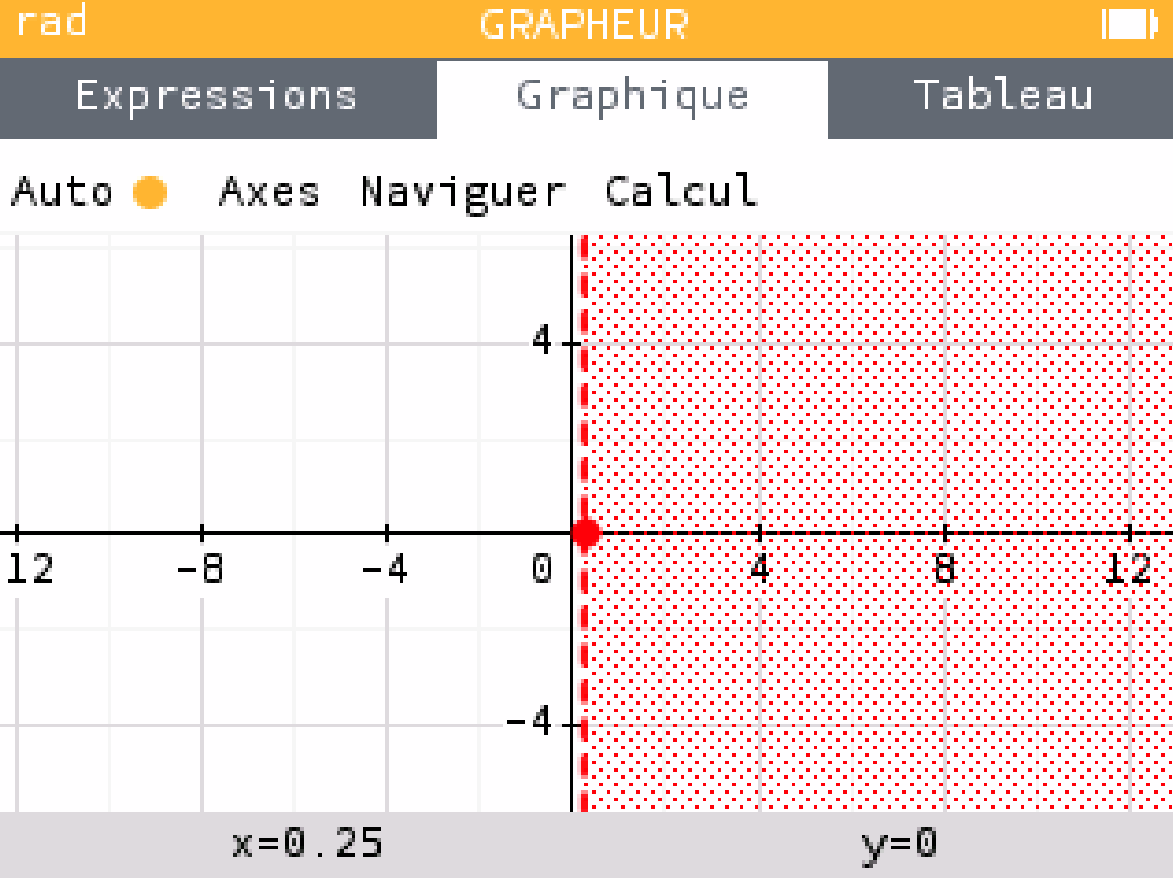 rad GRAPHEUR
Expressions Graphique Tableau
Auto Axes Naviguer Calcul
4
12 -8 -4 0 4 8 12
-4
x=0.25 y=0